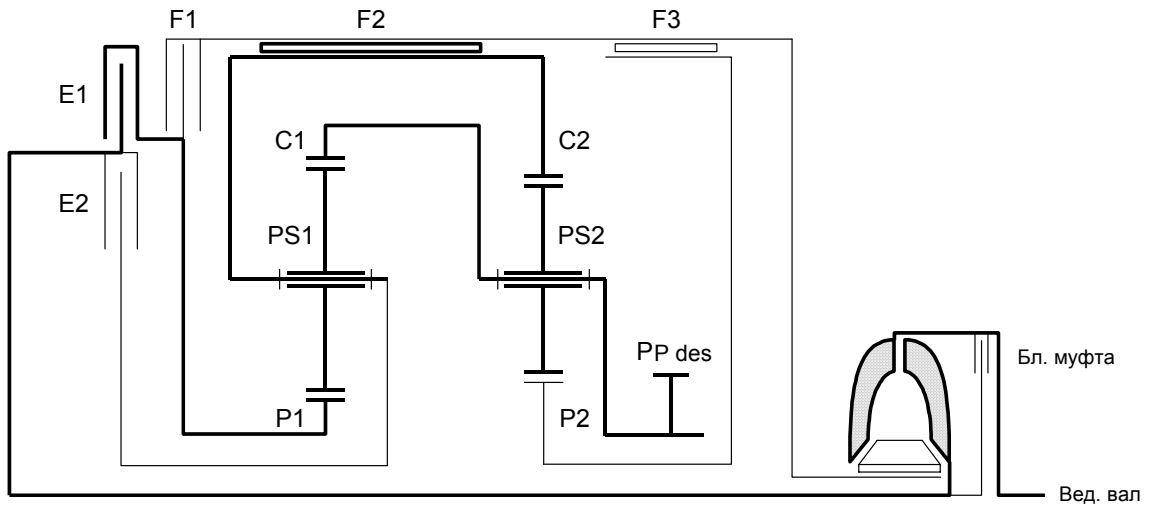 F1
F2
F3
E1
C1
C2
E2
PS1
PS2
PP des
Бл. муфта
P1
P2
Вед. вал